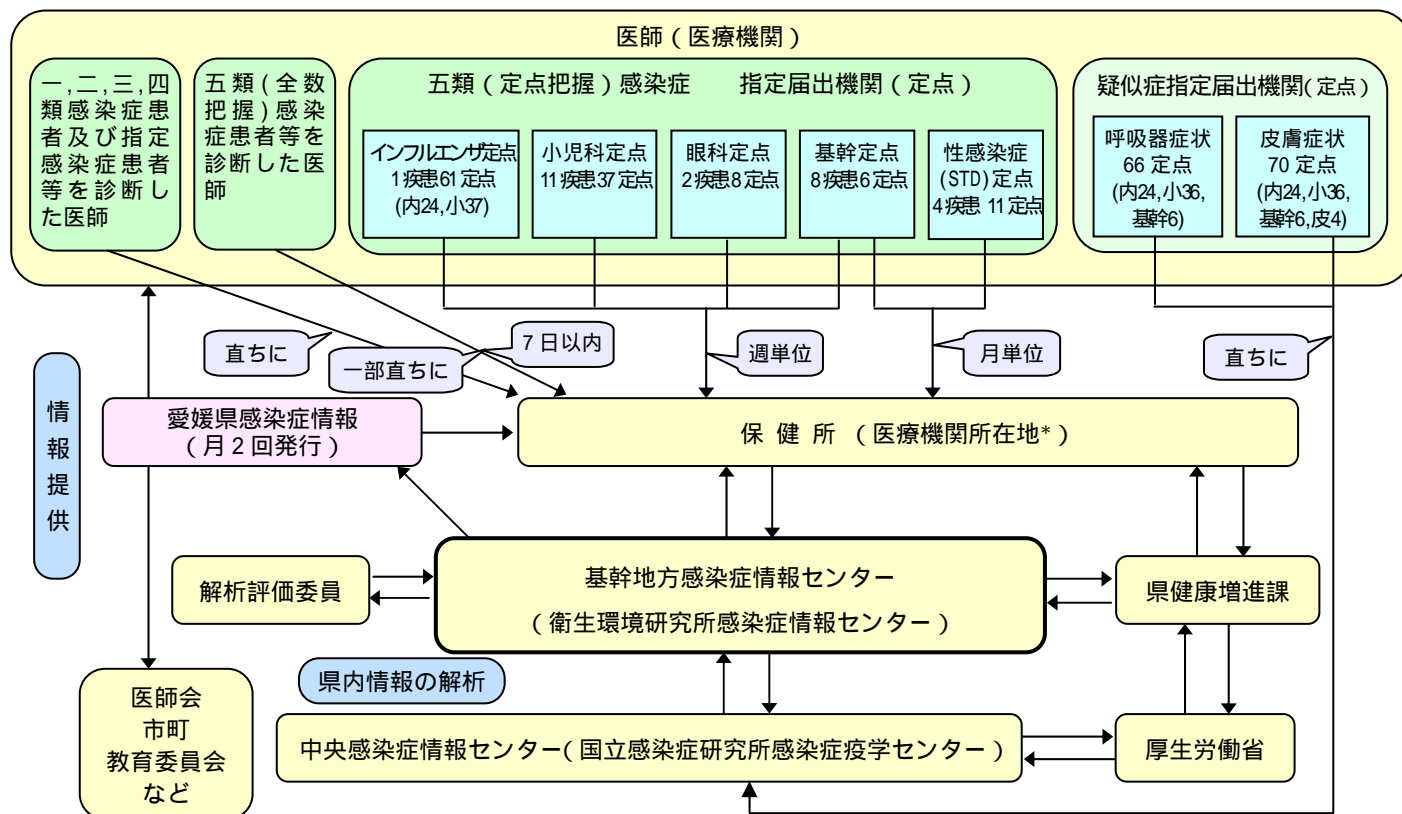 医師（医療機関）
一,二,三,四
類感染症患
者及び指定
感染症患者
等を診断し
た医師
五類(全数
把握)感染
症患者等を
診断した医
師
五類（定点把握）感染症　　指定届出機関（定点）
インフルエンザ定点
1疾患61定点
(内24,小37)
小児科定点
11疾患37定点
眼科定点
2疾患8定点
基幹定点
8疾患6定点
性感染症
(STD)定点
4疾患 11定点
疑似症指定届出機関(定点)
呼吸器症状
66 定点
(内24,小36,
基幹6)
皮膚症状
70 定点
(内24,小36,
基幹6,皮4)
直ちに
一部直ちに
７日以内
週単位
月単位
直ちに
情報提供
愛媛県感染症情報
（月２回発行）
保 健 所 （医療機関所在地*）
解析評価委員
基幹地方感染症情報センター
（衛生環境研究所感染症情報センター）
県健康増進課
県内情報の解析
医師会
市町
教育委員会
など
中央感染症情報センター(国立感染症研究所感染症疫学センター)
厚生労働省